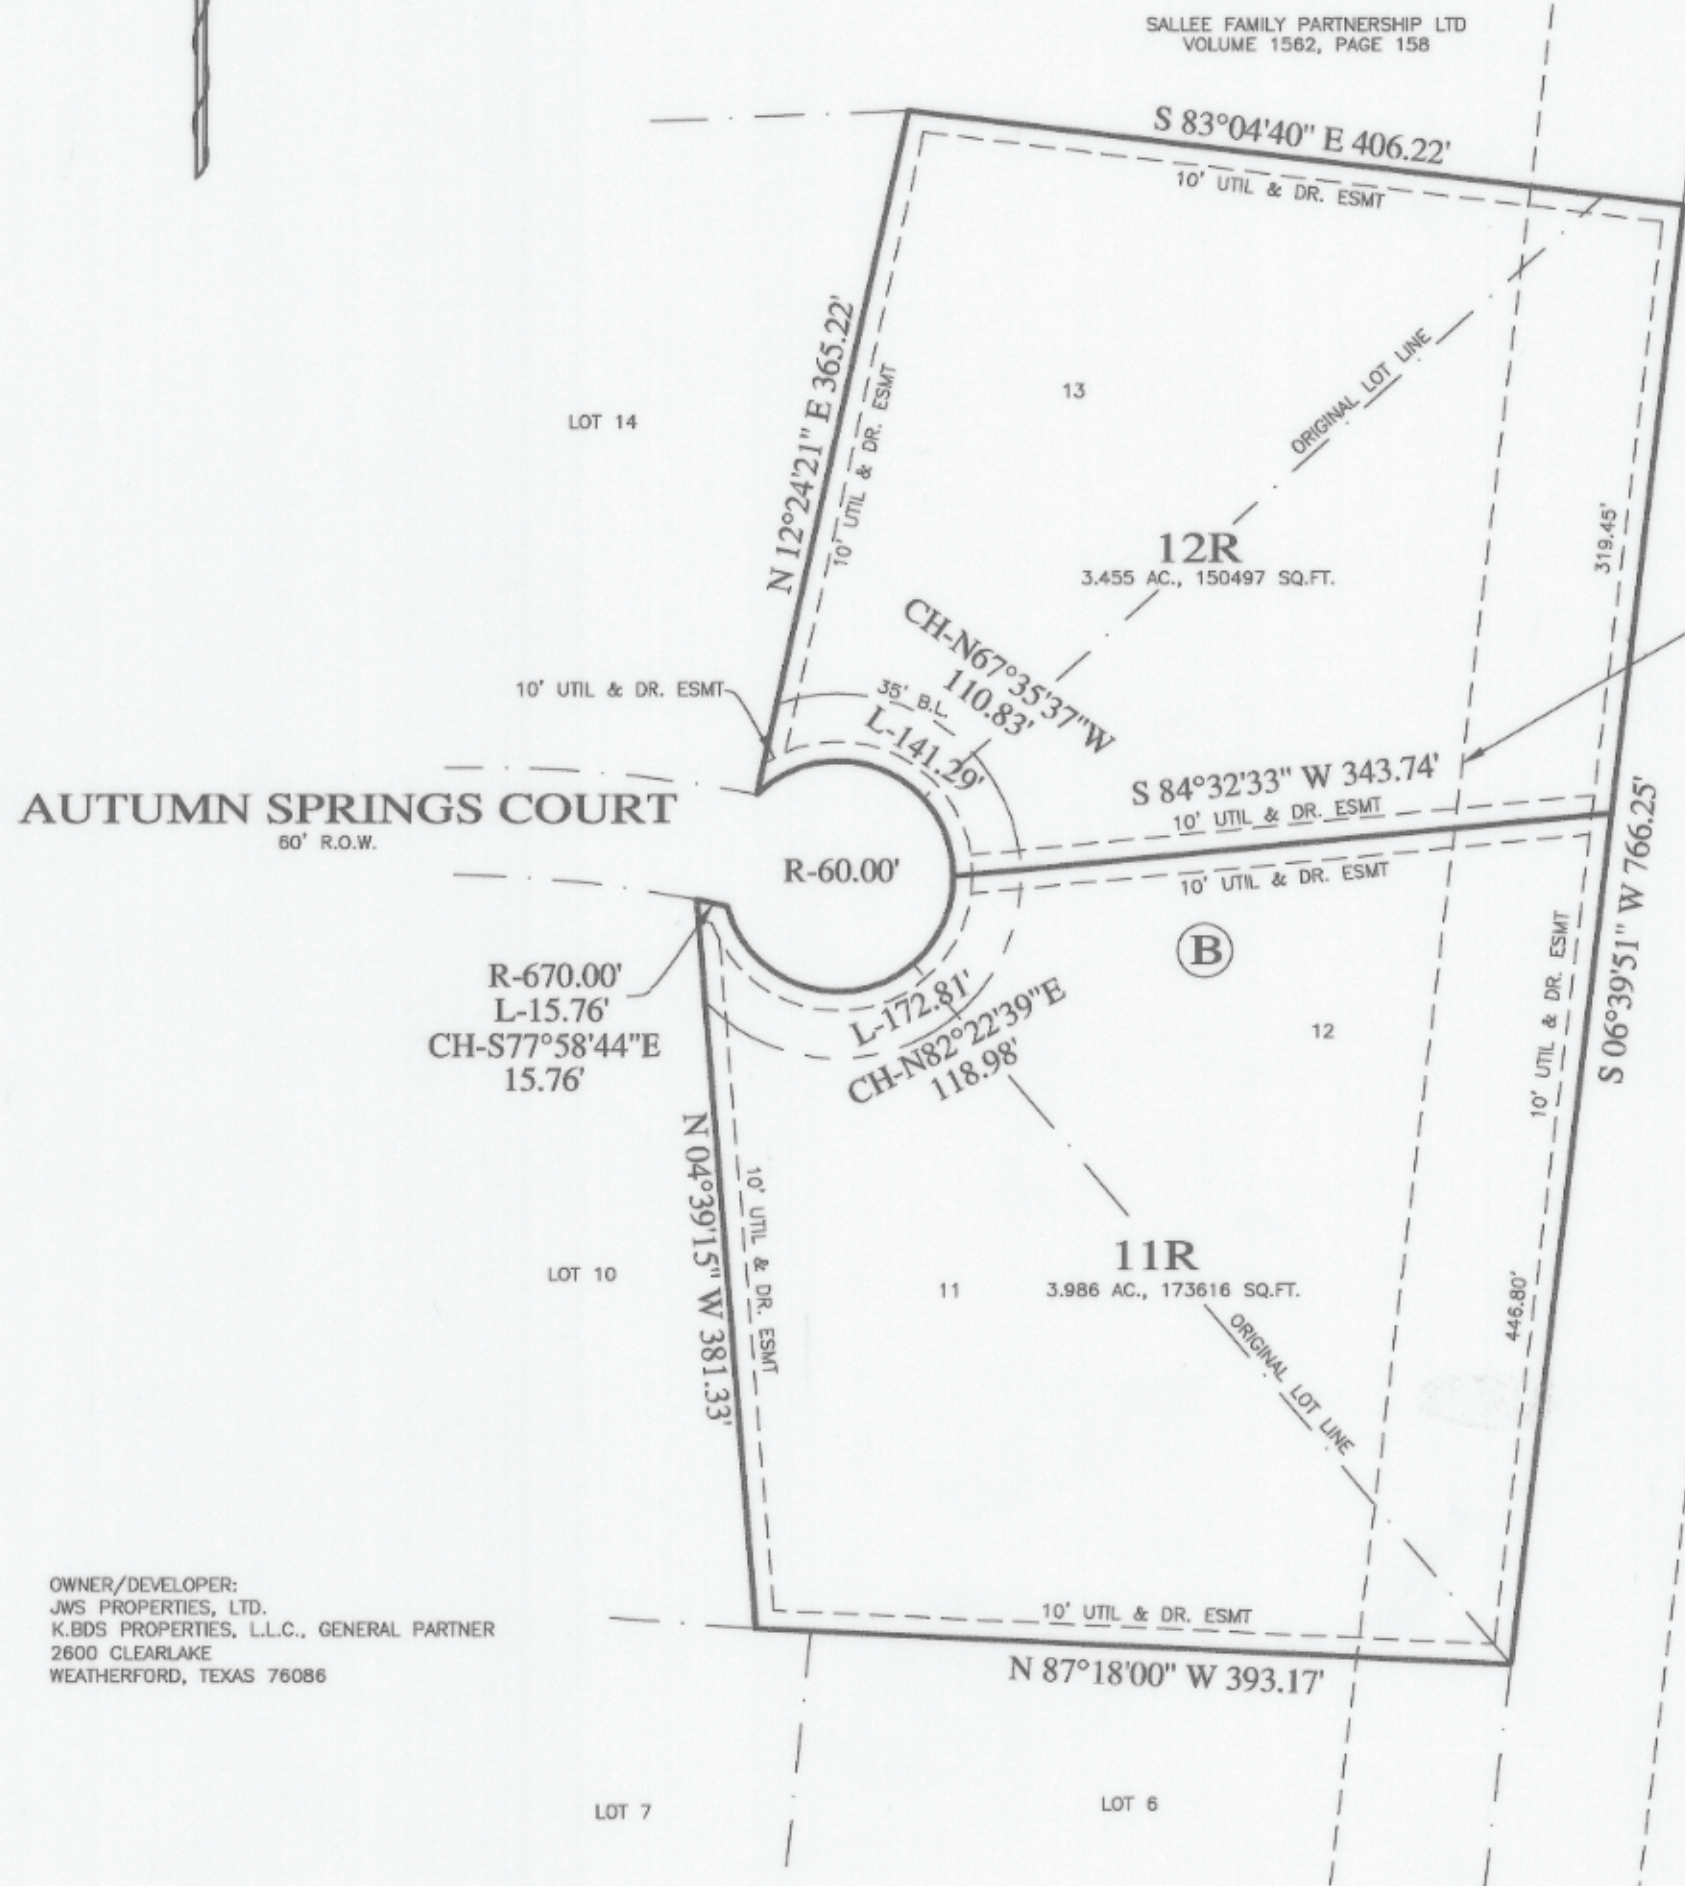 SALLEE FAMILY PARTNERSHIP LTD
VOLUME 1562, PAGE 158
S 83°04'40" E 406.22'
10' UTIL & DR. ESMT
N 12°24'21" E 365.22'
10' UTIL & DR. ESMT
LOT 14
13
ORIGINAL LOT LINE
319.45'
12R
3.455 AC., 150497 SQ.FT.
CH-N67°35'37"W
110.83'
35' B.L.
L-141.29'
10' UTIL & DR. ESMT
AUTUMN SPRINGS COURT
60' R.O.W.
S 84°32'33" W 343.74'
10' UTIL & DR. ESMT
10' UTIL & DR. ESMT
R-60.00'
S 06°39'51" W 766.25'
B
R-670.00'
L-15.76'
CH-S77°58'44"E
15.76'
L-172.81'
CH-N82°22'39"E
118.98'
12
10' UTIL & DR. ESMT
N 04°39'15" W 381.33'
10' UTIL & DR. ESMT
LOT 10
11
11R
3.986 AC., 173616 SQ.FT.
ORIGINAL LOT LINE
446.80'
OWNER/DEVELOPER:
JWS PROPERTIES, LTD.
K.BDS PROPERTIES, L.L.C., GENERAL PARTNER
2600 CLEARLAKE
WEATHERFORD, TEXAS 76086
10' UTIL & DR. ESMT
N 87°18'00" W 393.17'
LOT 7
LOT 6